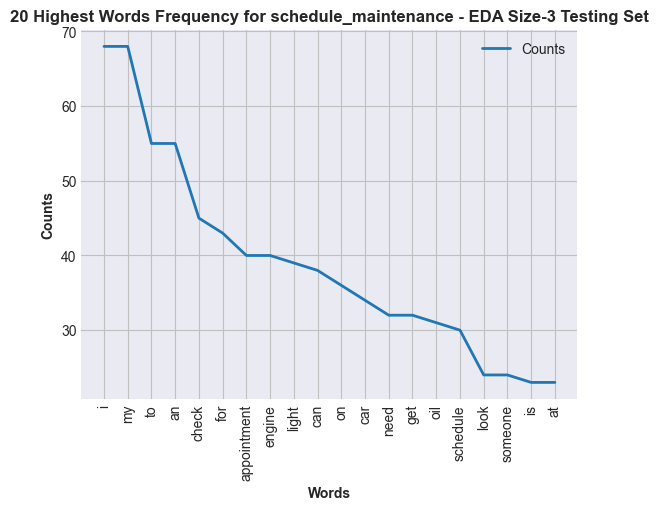 20 Highest Words Frequency for schedule_maintenance - EDA Size-3 Testing Set
Counts
70
60
50
40
30
Counts
i
my
to
an
check
for
appointment
engine
light
can
on
car
need
get
oil
schedule
look
someone
is
at
Words